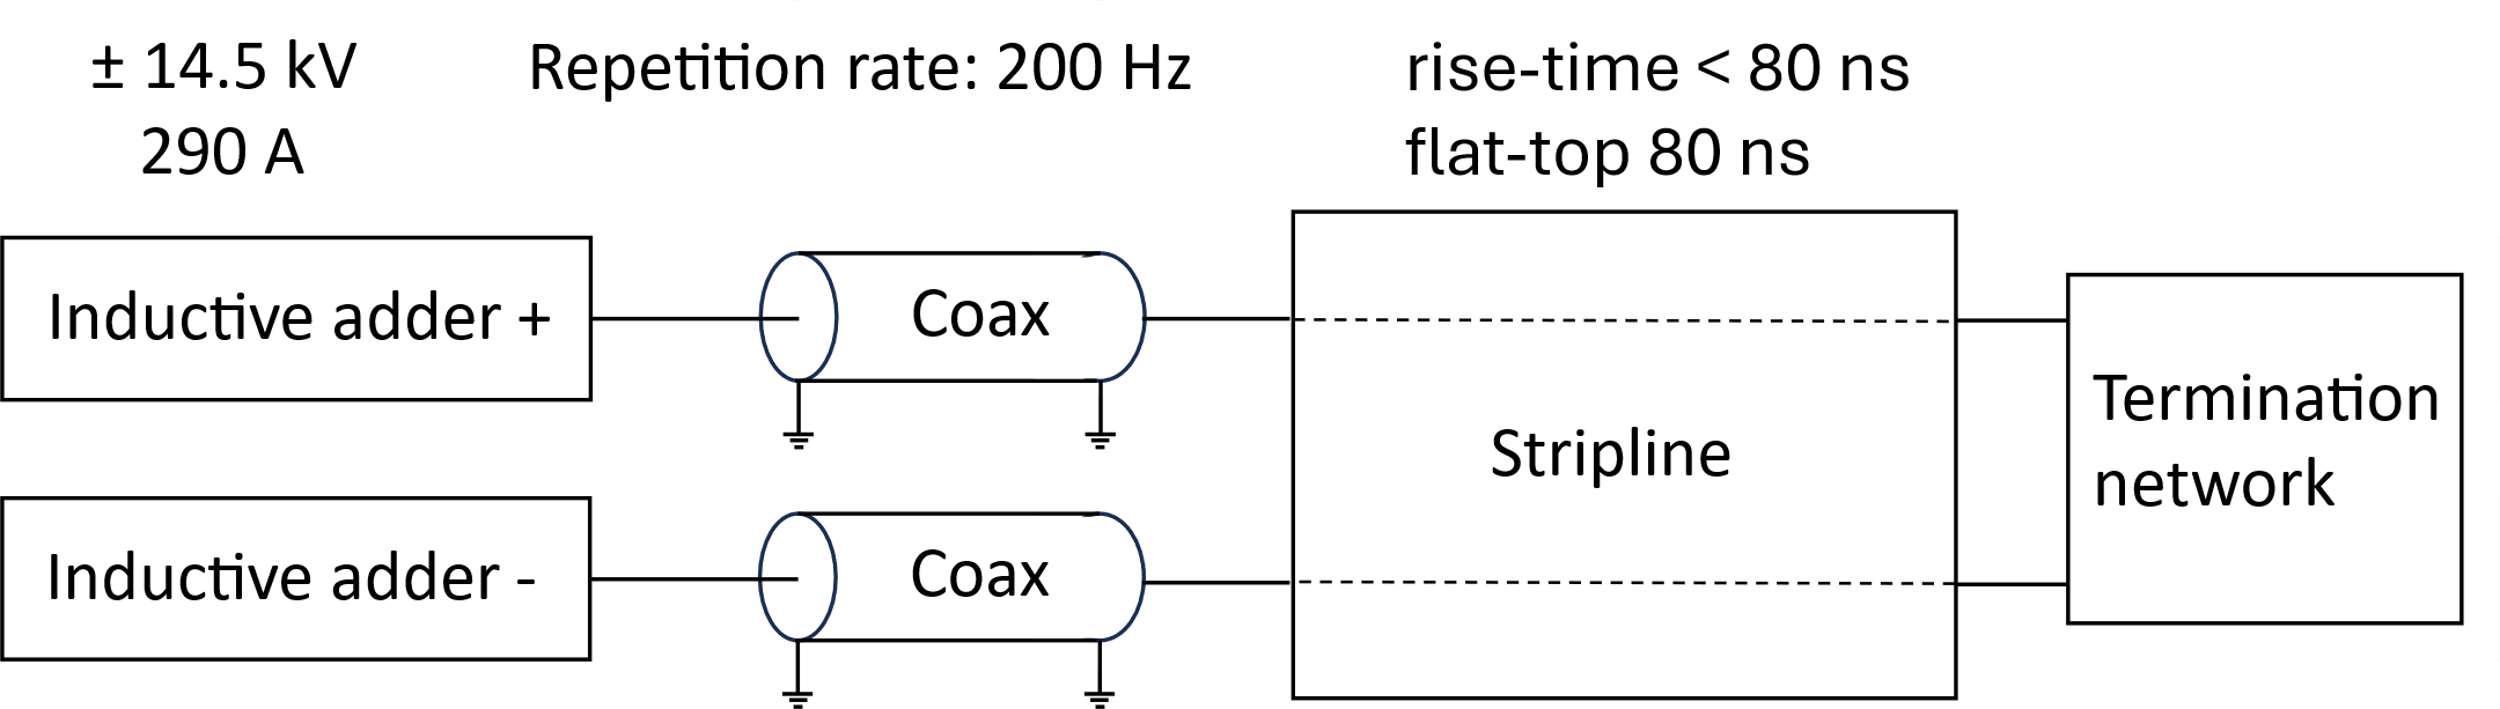 ± 14.5 kV
290 A
Repetition rate: 200 Hz
rise-time < 80 ns
flat-top 80 ns
Inductive adder +
Coax
Inductive adder -
Coax
Stripline
Termination
network